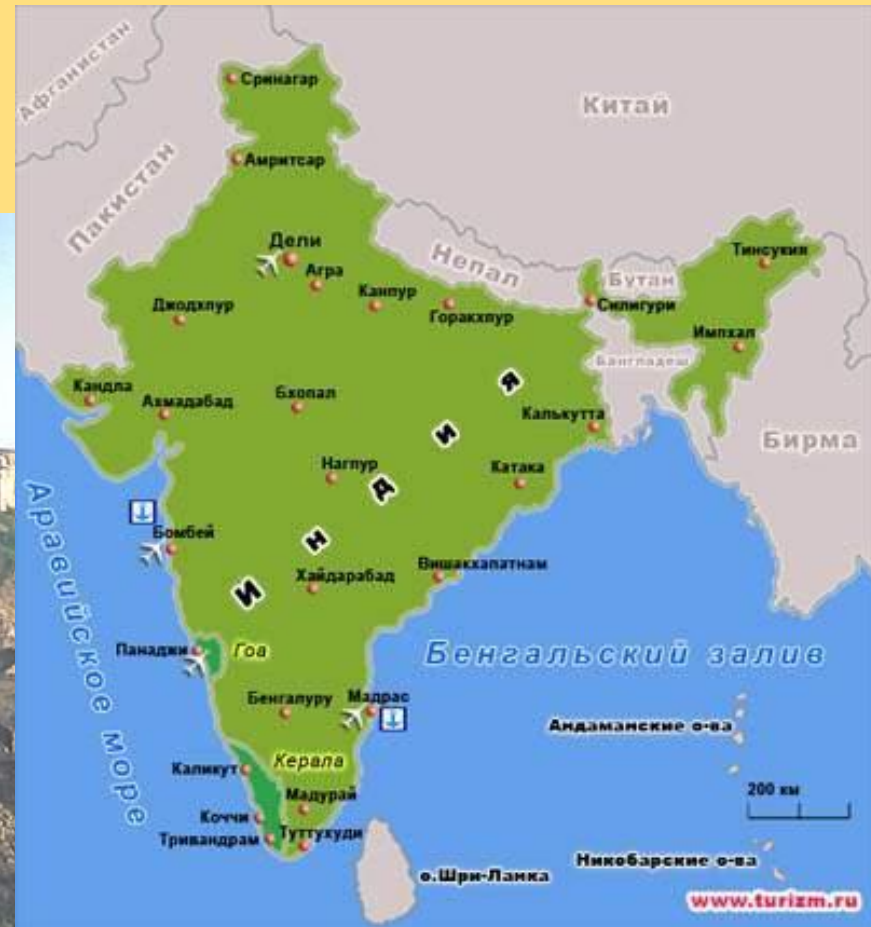 Афганистан
Сринагар
Китай
Амритсар
Пакистан
Дели
Непал
Тинсукия
Агра
Бутан
Канпур
Силигури
Джодхпур
Горакхпур
Импхал
Бангладеш
Кандла
Ахмадабад
Бхопал
Калькутта
Бирма
Нагпур
Катака
ИНДИЯ
Аравийское море
Бомбей
Хайдарабад
Вишакхапатнам
Панаджи
Гоа
Бенгальский залив
Бенгалуру
Мадрас
Андаманские о-ва
Каликут
Керала
200 км
Мадурай
Коччи
Тривандрам
Туттухуди
о.Шри-Ланка
Никобарские о-ва
www.turizm.ru